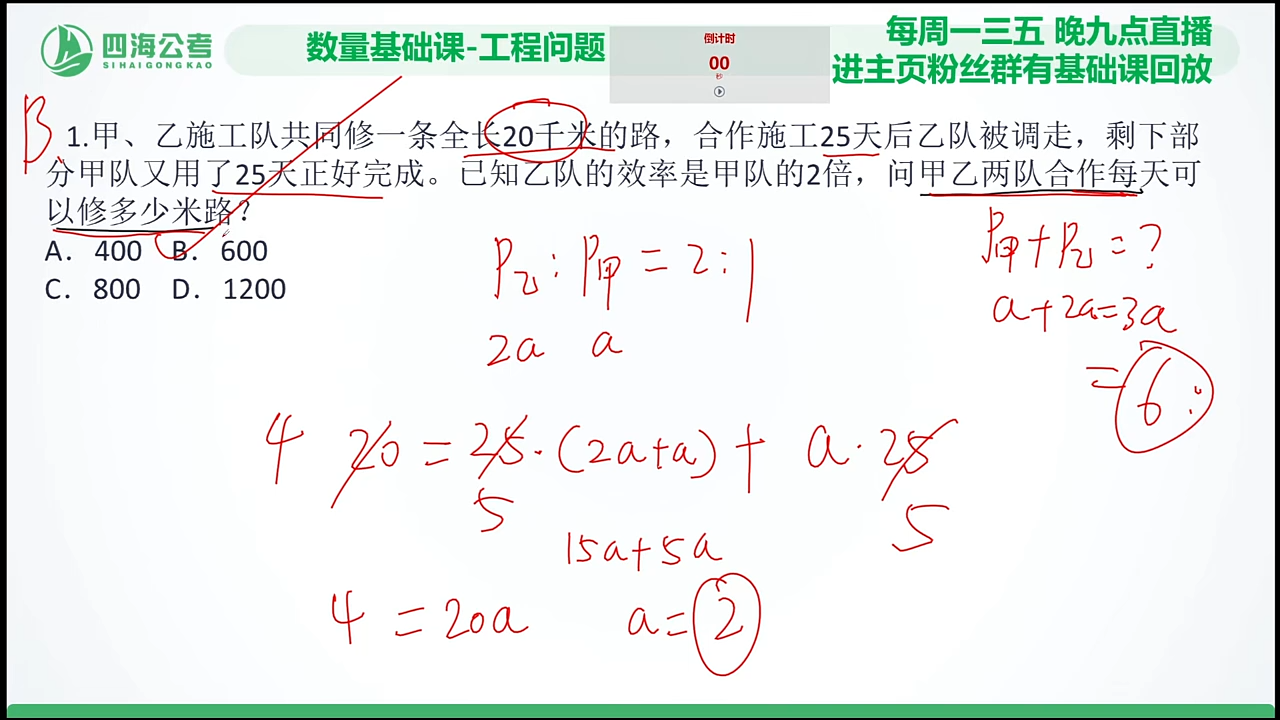 四海公考
SIHAIGONGKAO
数量基础课-工程问题
倒计时
00
秒
每周一三五 晚九点直播
进主页粉丝群有基础课回放
B
1.甲、乙施工队共同修一条全长20千米的路，合作施工25天后乙队被调走，剩下部
分甲队又用了25天正好完成。已知乙队的效率是甲队的2倍，问甲乙两队合作每天可
以修多少米路？
A. 400 B. 600
C. 800 D. 1200
P乙:P甲=2:1
2a a
P甲+P乙=?
a+2a=3a
=6
4 20=25·(2a+a)+a·25
5 5
15a+5a
4=20a a=2